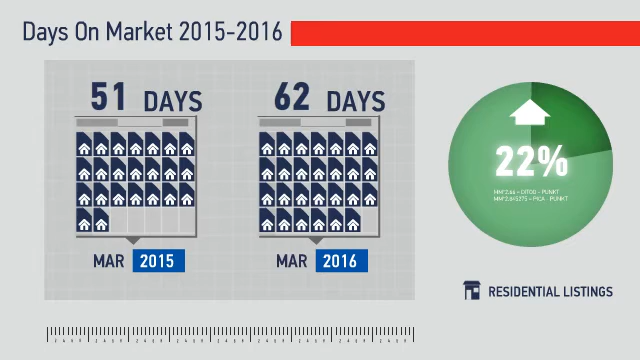 Days On Market 2015-2016
51 DAYS
62 DAYS
MAR 2015
MAR 2016
22%
RESIDENTIAL LISTINGS